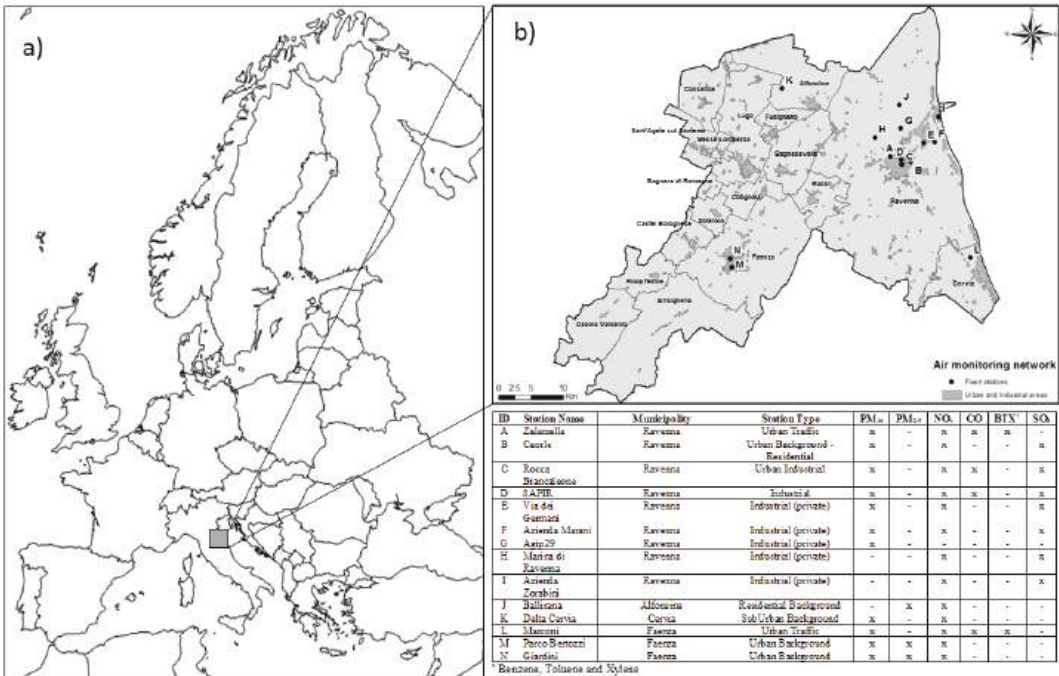 a)
b)
K
Alfonsine
Conselice
J
Lugo
Fusignano
G
H
E
F
Sant'Agata sul Santerno
Massa Lombarda
A
D
C
Bagnacavallo
B
Bagnara di Romagna
Russi
Cotignola
Ravenna
Castel Bolognese
Solarolo
N
Faenza
L
M
Cervia
Riolo Terme
Brisighella
Casola Valsenio
Air monitoring network
Fixed stations
Urban and Industrial areas
0 2.5 5 10
Km
ID Station Name Municipality Station Type PM₁₀ PM₂.₅ NOₓ CO BTX* SO₂
A Zalamella Ravenna Urban Traffic x - x x x -
B Caorle Ravenna Urban Background - x - x - - x
Residential
C Rocca Ravenna Urban Industrial x - x x - x
Brancaleone
D SAPIR Ravenna Industrial x - x x - x
E Via dei Ravenna Industrial (private) x - x - - x
Germani
F Azienda Marani Ravenna Industrial (private) x - x - - x
G Agip29 Ravenna Industrial (private) x - - - - -
H Marina di Ravenna Industrial (private) - - x - - x
Ravenna
I Azienda Ravenna Industrial (private) - - x - - x
Zorabini
J Ballirana Alfonsine Residential Background - x x - - -
K Delta Cervia Cervia SubUrban Background x - x - - -
L Marconi Faenza Urban Traffic x - x x x -
M Parco Bertozzi Faenza Urban Background x x x - - -
N Giardini Faenza Urban Background x x x - - -
* Benzene, Toluene and Xylese